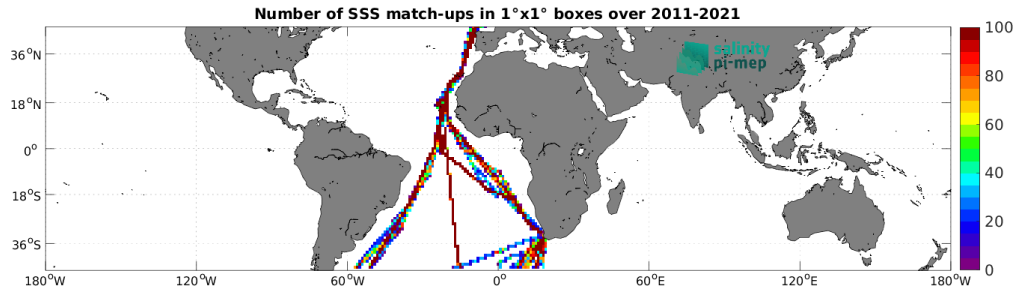 Number of SSS match-ups in 1°x1° boxes over 2011-2021
36°N
18°N
0°
18°S
36°S
180°W
120°W
60°W
0°
60°E
120°E
180°W
salinity
pi-mep
100
80
60
40
20
0